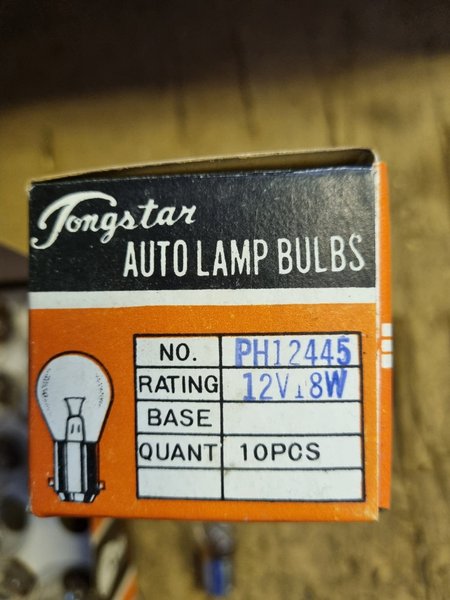 Tongstar
AUTO LAMP BULBS
NO. PH12445
RATING 12V18W
BASE
QUANT 10PCS